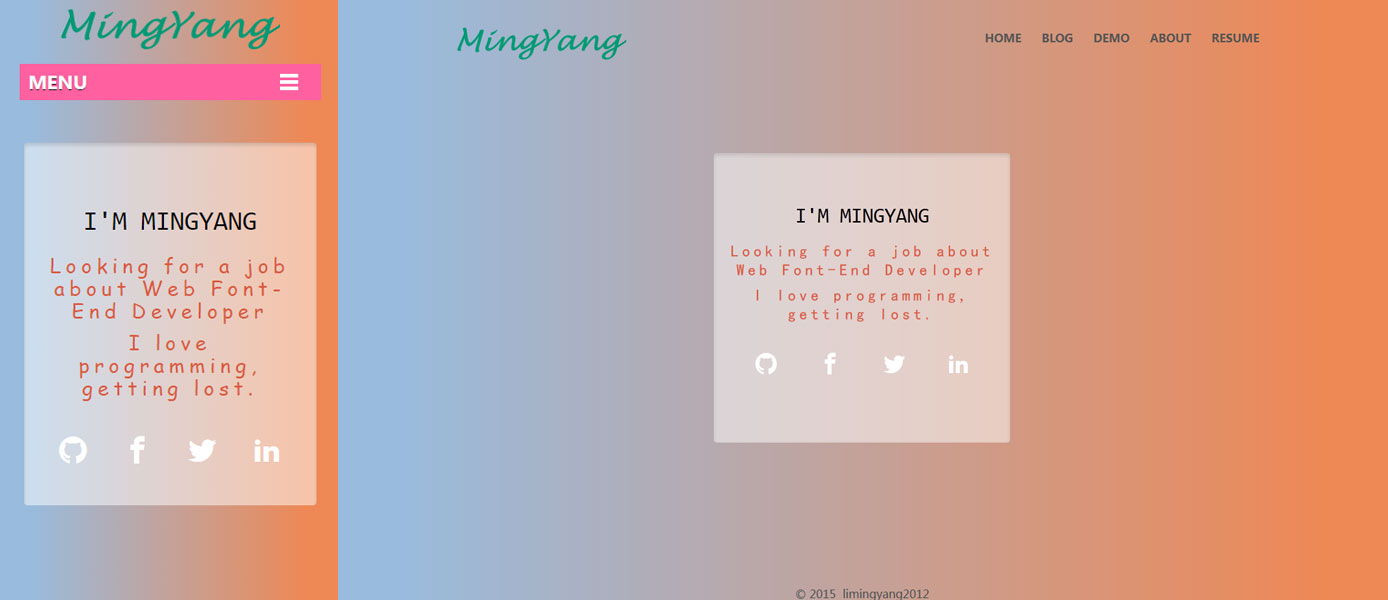 MingYang
MENU
I'M MINGYANG
Looking for a job
about Web Font-
End Developer
I love
programming,
getting lost.
MingYang
HOME BLOG DEMO ABOUT RESUME
I'M MINGYANG
Looking for a job about
Web Font-End Developer
I love programming,
getting lost.
© 2015 limingyang2012